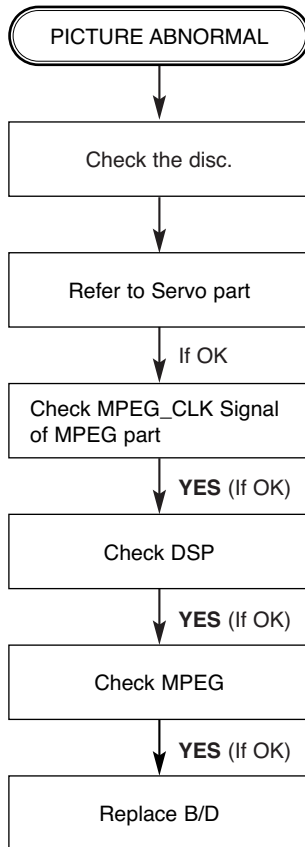 PICTURE ABNORMAL
Check the disc.
Refer to Servo part
If OK
Check MPEG_CLK Signal
of MPEG part
YES (If OK)
Check DSP
YES (If OK)
Check MPEG
YES (If OK)
Replace B/D